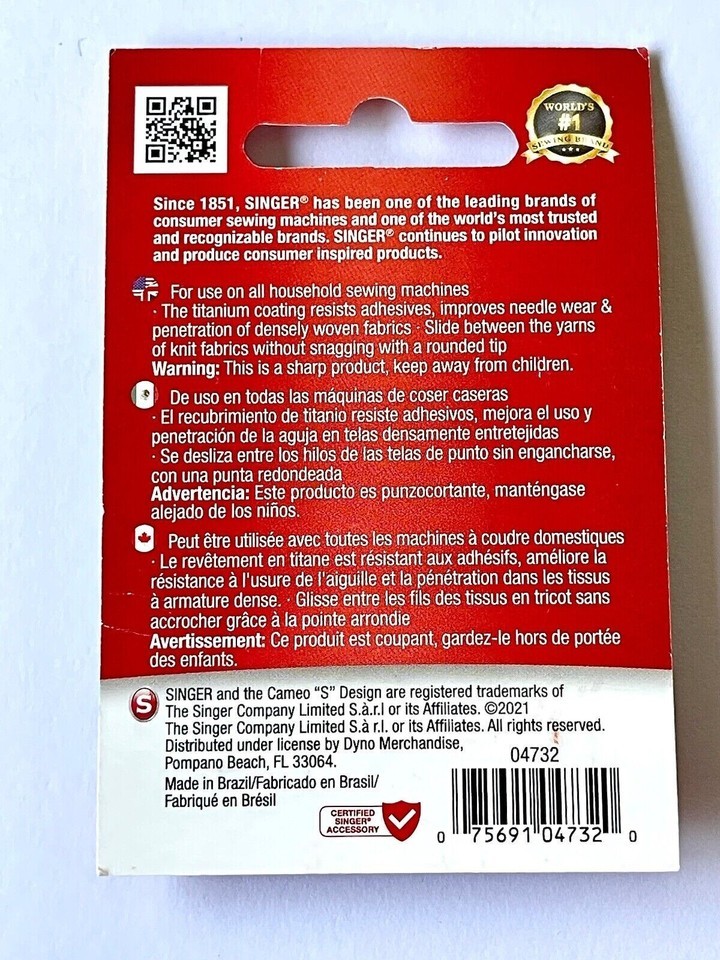 WORLD'S
#1
SEWING BRAND
Since 1851, SINGER® has been one of the leading brands of
consumer sewing machines and one of the world's most trusted
and recognizable brands. SINGER® continues to pilot innovation
and produce consumer inspired products.
For use on all household sewing machines
· The titanium coating resists adhesives, improves needle wear &
penetration of densely woven fabrics · Slide between the yarns
of knit fabrics without snagging with a rounded tip
Warning: This is a sharp product, keep away from children.
De uso en todas las máquinas de coser caseras
· El recubrimiento de titanio resiste adhesivos, mejora el uso y
penetración de la aguja en telas densamente entretejidas
· Se desliza entre los hilos de las telas de punto sin engancharse,
con una punta redondeada
Advertencia: Este producto es punzocortante, manténgase
alejado de los niños.
Peut être utilisée avec toutes les machines à coudre domestiques
· Le revêtement en titane est résistant aux adhésifs, améliore la
résistance à l'usure de l'aiguille et la pénétration dans les tissus
à armature dense. · Glisse entre les fils des tissus en tricot sans
accrocher grâce à la pointe arrondie
Avertissement: Ce produit est coupant, gardez-le hors de portée
des enfants.
S
SINGER and the Cameo "S" Design are registered trademarks of
The Singer Company Limited S.à.r.l or its Affiliates. ©2021
The Singer Company Limited S.à r.l. or its Affiliates. All rights reserved.
Distributed under license by Dyno Merchandise,
Pompano Beach, FL 33064.
Made in Brazil/Fabricado en Brasil/
Fabriqué en Brésil
CERTIFIED
SINGER®
ACCESSORY
04732
0 75691 04732 0